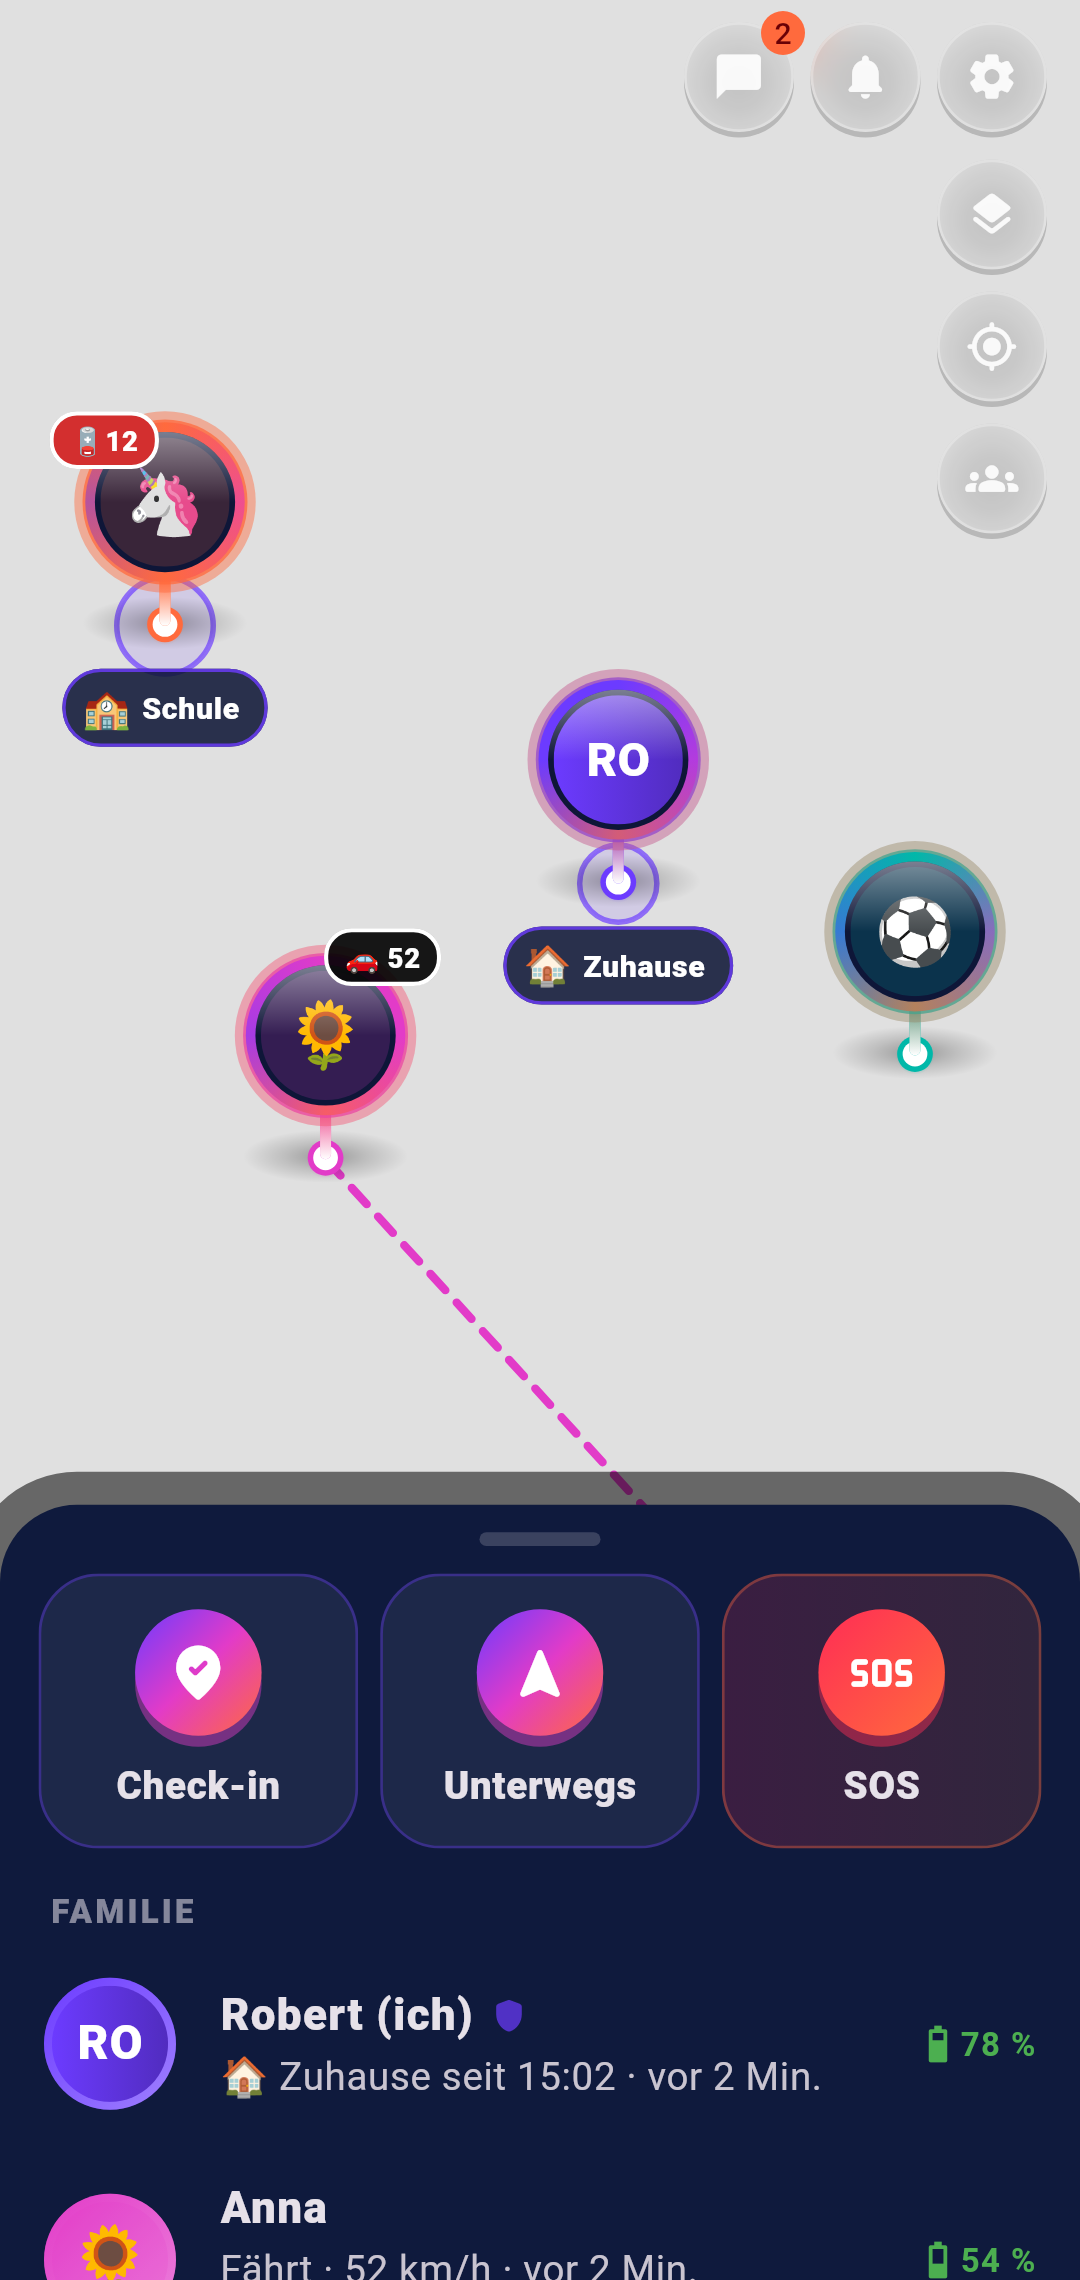 2
12
Schule
RO
Zuhause
52
SOS
Check-in
Unterwegs
SOS
FAMILIE
RO
Robert (ich)
Zuhause seit 15:02 · vor 2 Min.
78 %
Anna
Fährt · 52 km/h · vor 2 Min.
54 %